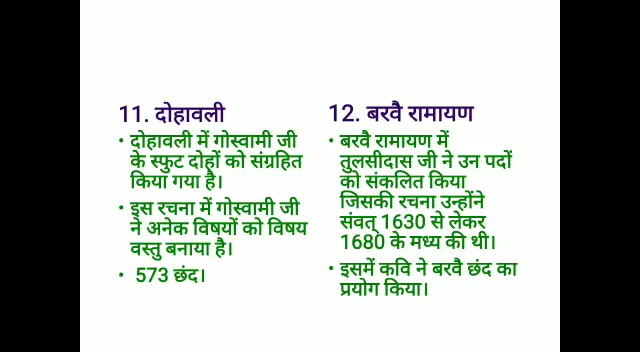 11. दोहावली
• दोहावली में गोस्वामी जी
के स्फुट दोहों को संग्रहित
किया गया है।
• इस रचना में गोस्वामी जी
ने अनेक विषयों को विषय
वस्तु बनाया है।
• 573 छंद।
12. बरवै रामायण
• बरवै रामायण में
तुलसीदास जी ने उन पदों
को संकलित किया
जिसकी रचना उन्होंने
संवत् 1630 से लेकर
1680 के मध्य की थी।
• इसमें कवि ने बरवै छंद का
प्रयोग किया।